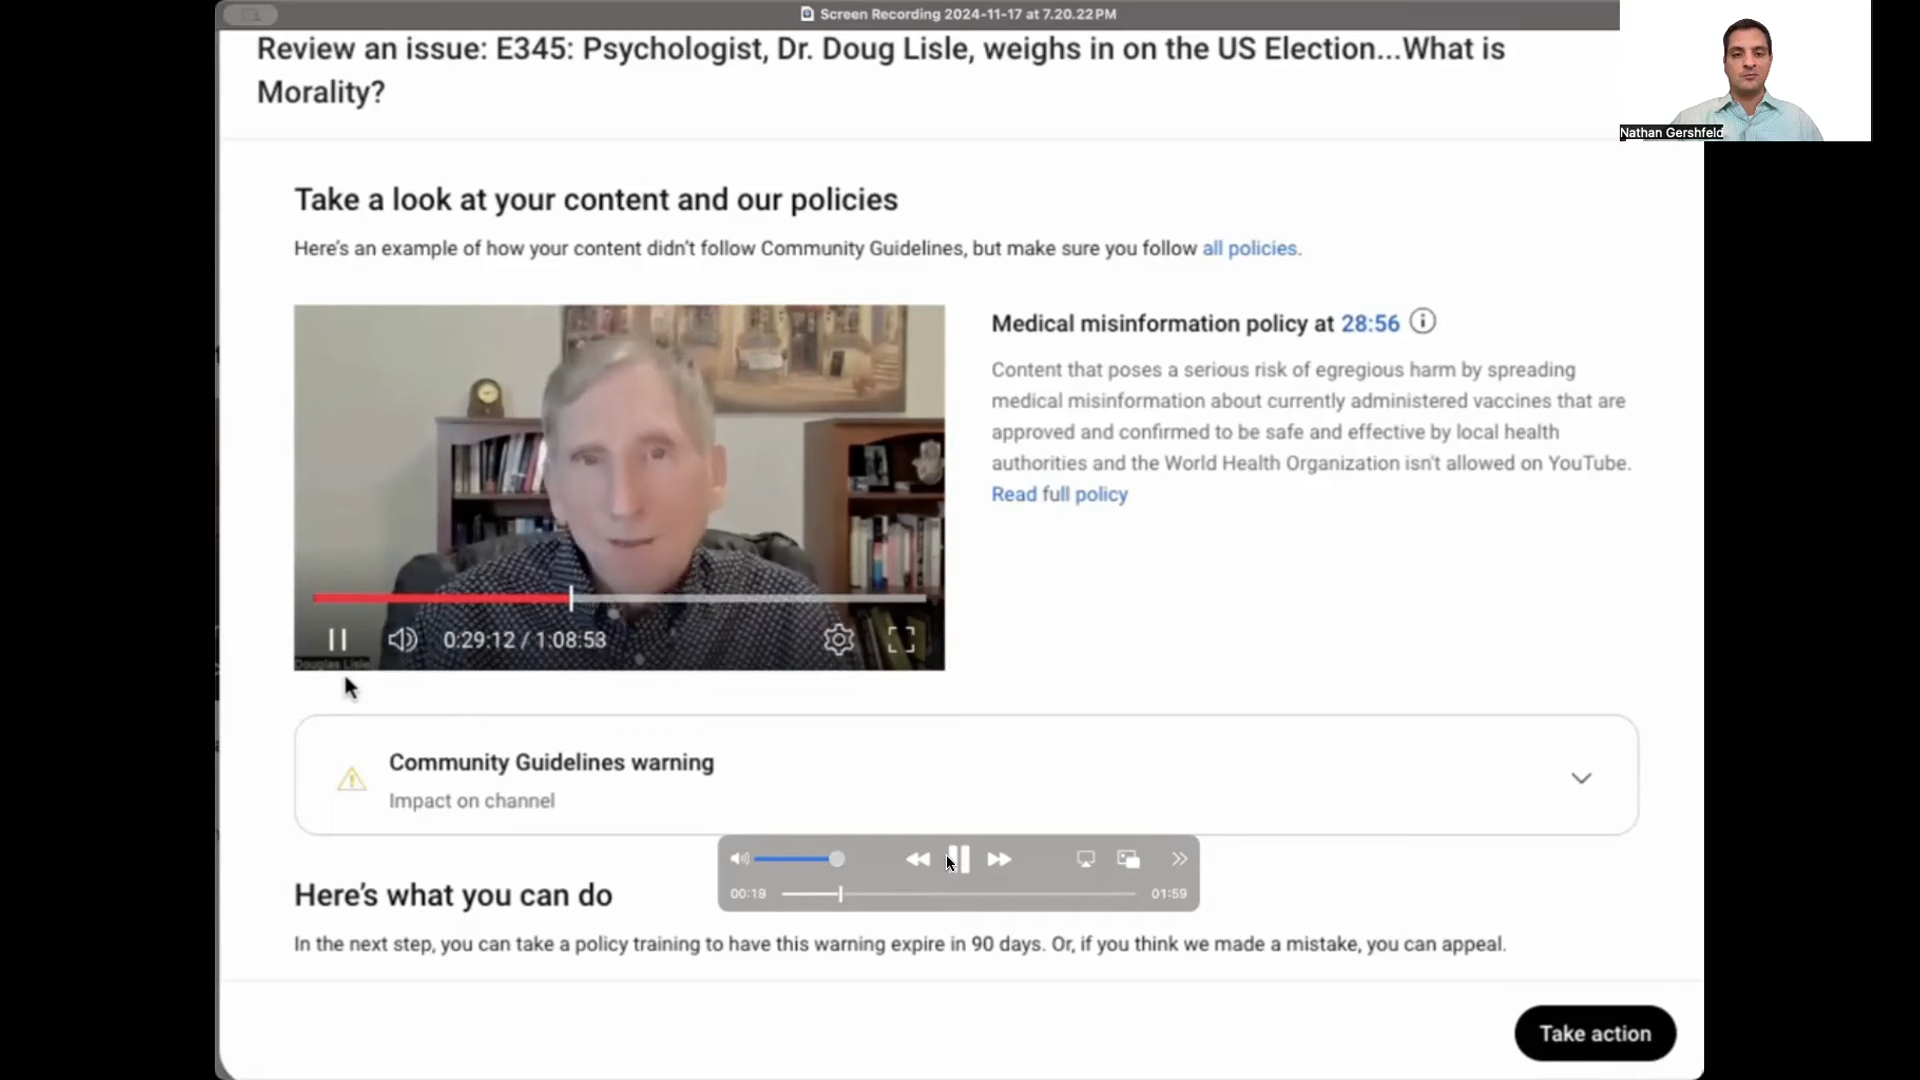 Screen Recording 2024-11-17 at 7.20.22 PM
Review an issue: E345: Psychologist, Dr. Doug Lisle, weighs in on the US Election...What is
Morality?
Nathan Gershfeld
Take a look at your content and our policies
Here's an example of how your content didn't follow Community Guidelines, but make sure you follow all policies.
Medical misinformation policy at 28:56
Content that poses a serious risk of egregious harm by spreading
medical misinformation about currently administered vaccines that are
approved and confirmed to be safe and effective by local health
authorities and the World Health Organization isn't allowed on YouTube.
Read full policy
0:29:12 / 1:08:53
Douglas Lisle
Community Guidelines warning
Impact on channel
00:19
01:59
Here's what you can do
In the next step, you can take a policy training to have this warning expire in 90 days. Or, if you think we made a mistake, you can appeal.
Take action